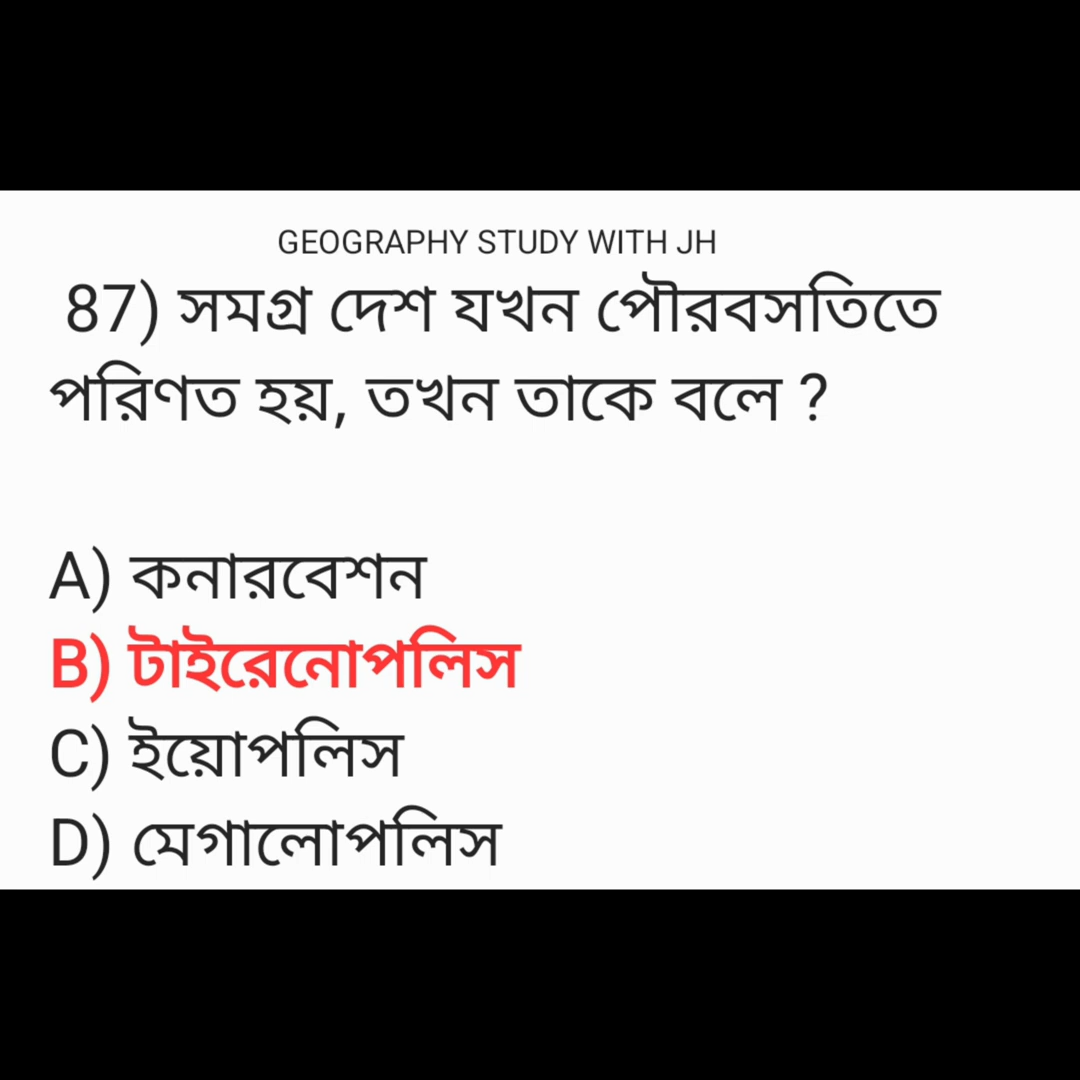 GEOGRAPHY STUDY WITH JH
87) সমগ্র দেশ যখন পৌরবসতিতে
পরিণত হয়, তখন তাকে বলে ?
A) কনারবেশন
B) টাইরেনোপলিস
C) ইয়োপলিস
D) মেগালোপলিস